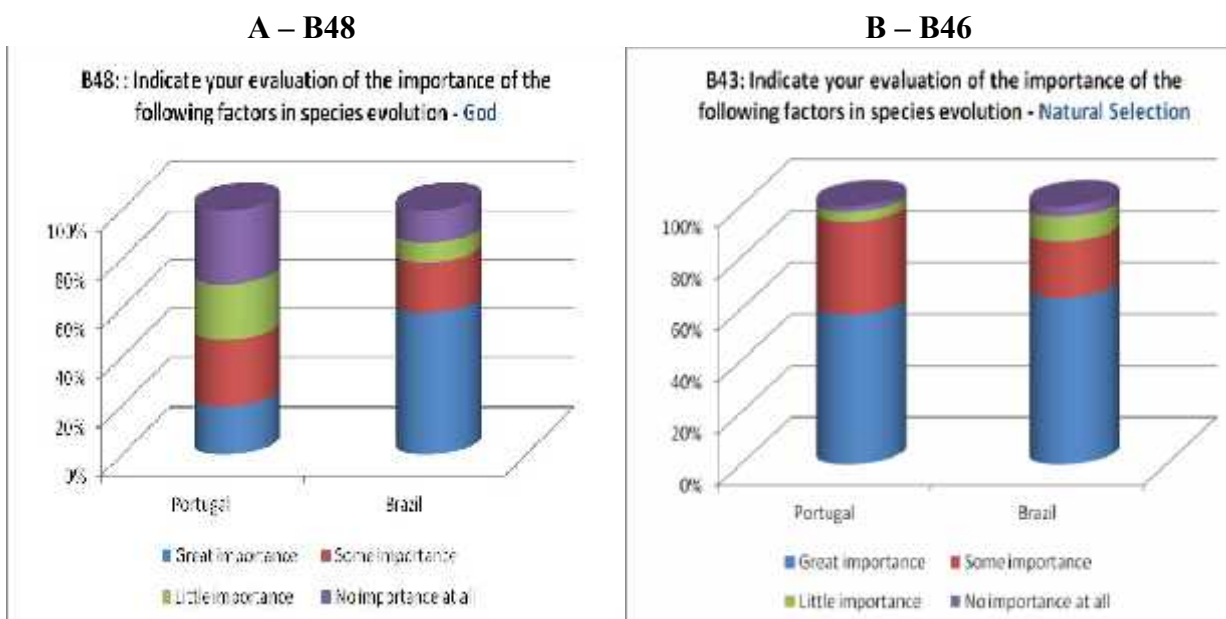 A – B48
B – B46
B48: : Indicate your evaluation of the importance of the
following factors in species evolution - God
100%
80%
60%
40%
20%
0%
Portugal
Brazil
Great importance
Some importance
Little importance
No importance at all
B43: Indicate your evaluation of the importance of the
following factors in species evolution - Natural Selection
100%
80%
60%
40%
20%
0%
Portugal
Brazil
Great importance
Some importance
Little importance
No importance at all